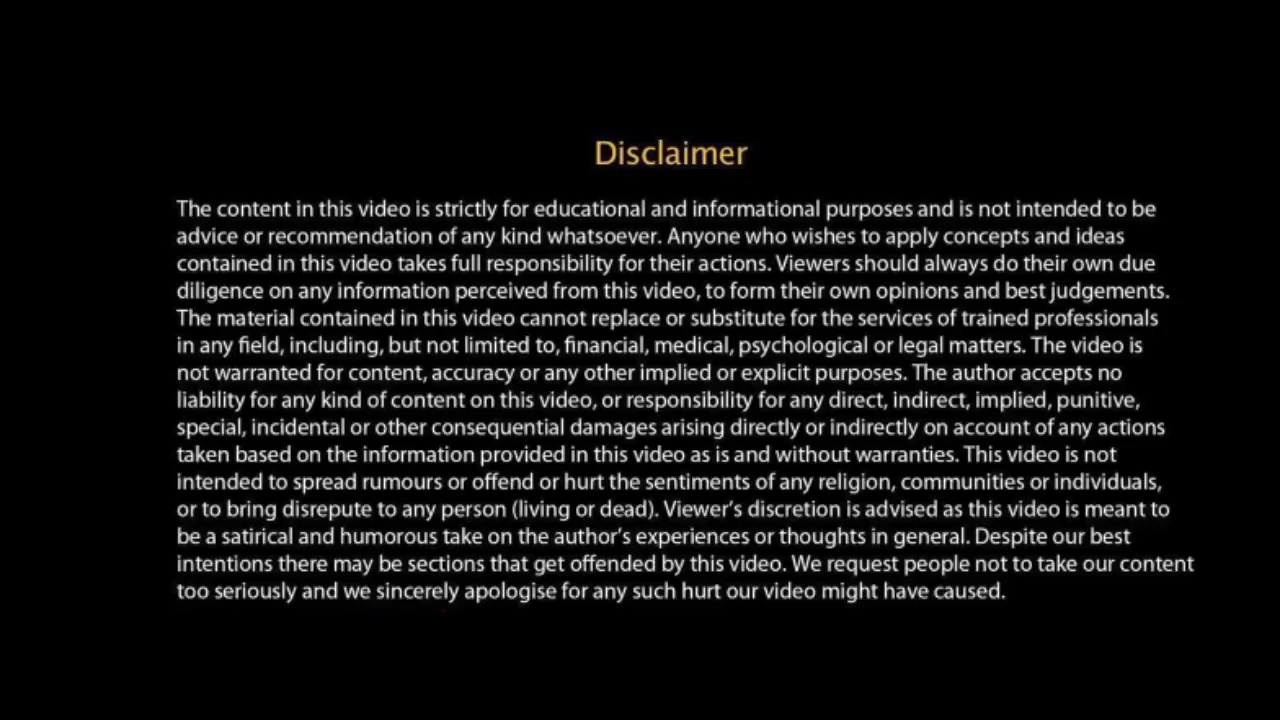 Disclaimer
The content in this video is strictly for educational and informational purposes and is not intended to be
advice or recommendation of any kind whatsoever. Anyone who wishes to apply concepts and ideas
contained in this video takes full responsibility for their actions. Viewers should always do their own due
diligence on any information perceived from this video, to form their own opinions and best judgements.
The material contained in this video cannot replace or substitute for the services of trained professionals
in any field, including, but not limited to, financial, medical, psychological or legal matters. The video is
not warranted for content, accuracy or any other implied or explicit purposes. The author accepts no
liability for any kind of content on this video, or responsibility for any direct, indirect, implied, punitive,
special, incidental or other consequential damages arising directly or indirectly on account of any actions
taken based on the information provided in this video as is and without warranties. This video is not
intended to spread rumours or offend or hurt the sentiments of any religion, communities or individuals,
or to bring disrepute to any person (living or dead). Viewer's discretion is advised as this video is meant to
be a satirical and humorous take on the author's experiences or thoughts in general. Despite our best
intentions there may be sections that get offended by this video. We request people not to take our content
too seriously and we sincerely apologise for any such hurt our video might have caused.